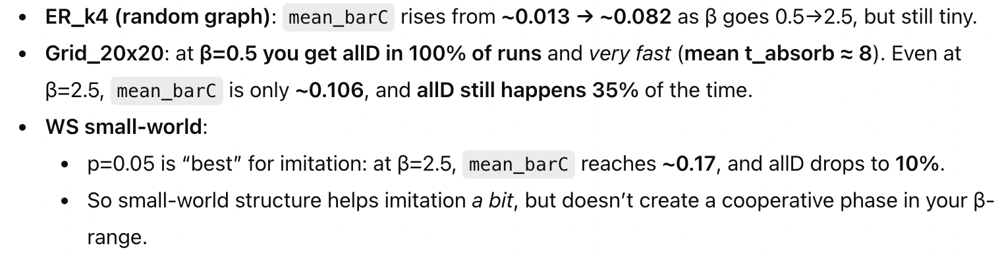 • ER_k4 (random graph): mean_barC rises from ~0.013 → ~0.082 as β goes 0.5→2.5, but still tiny.
• Grid_20x20: at β=0.5 you get allD in 100% of runs and very fast (mean t_absorb ≈ 8). Even at
β=2.5, mean_barC is only ~0.106, and allD still happens 35% of the time.
• WS small-world:
• p=0.05 is “best” for imitation: at β=2.5, mean_barC reaches ~0.17, and allD drops to 10%.
• So small-world structure helps imitation a bit, but doesn’t create a cooperative phase in your β-
range.